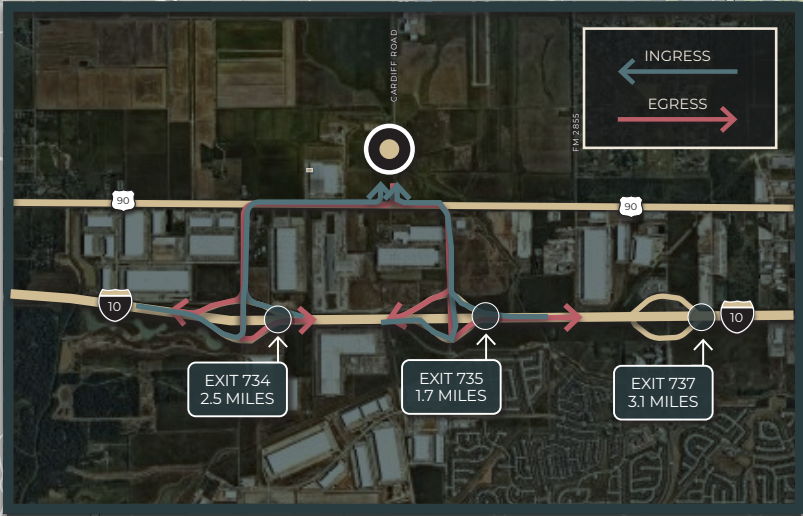 CARDIFF ROAD
INGRESS
EGRESS
FM 2855
90
90
10
10
EXIT 734
2.5 MILES
EXIT 735
1.7 MILES
EXIT 737
3.1 MILES